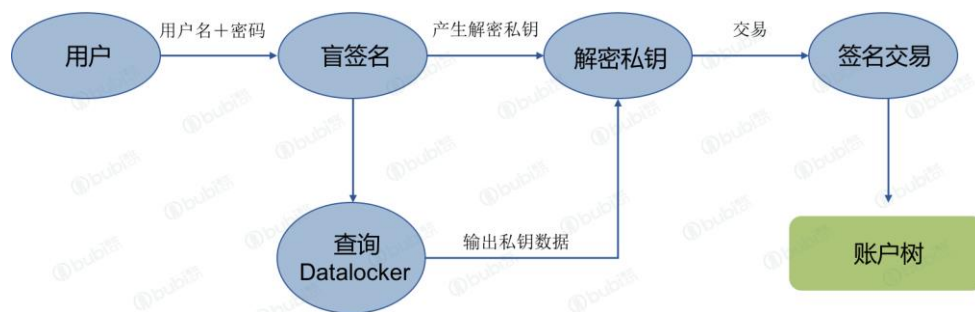 用户
用户名+密码
盲签名
产生解密私钥
解密私钥
交易
签名交易
查询
Datalocker
输出私钥数据
账户树